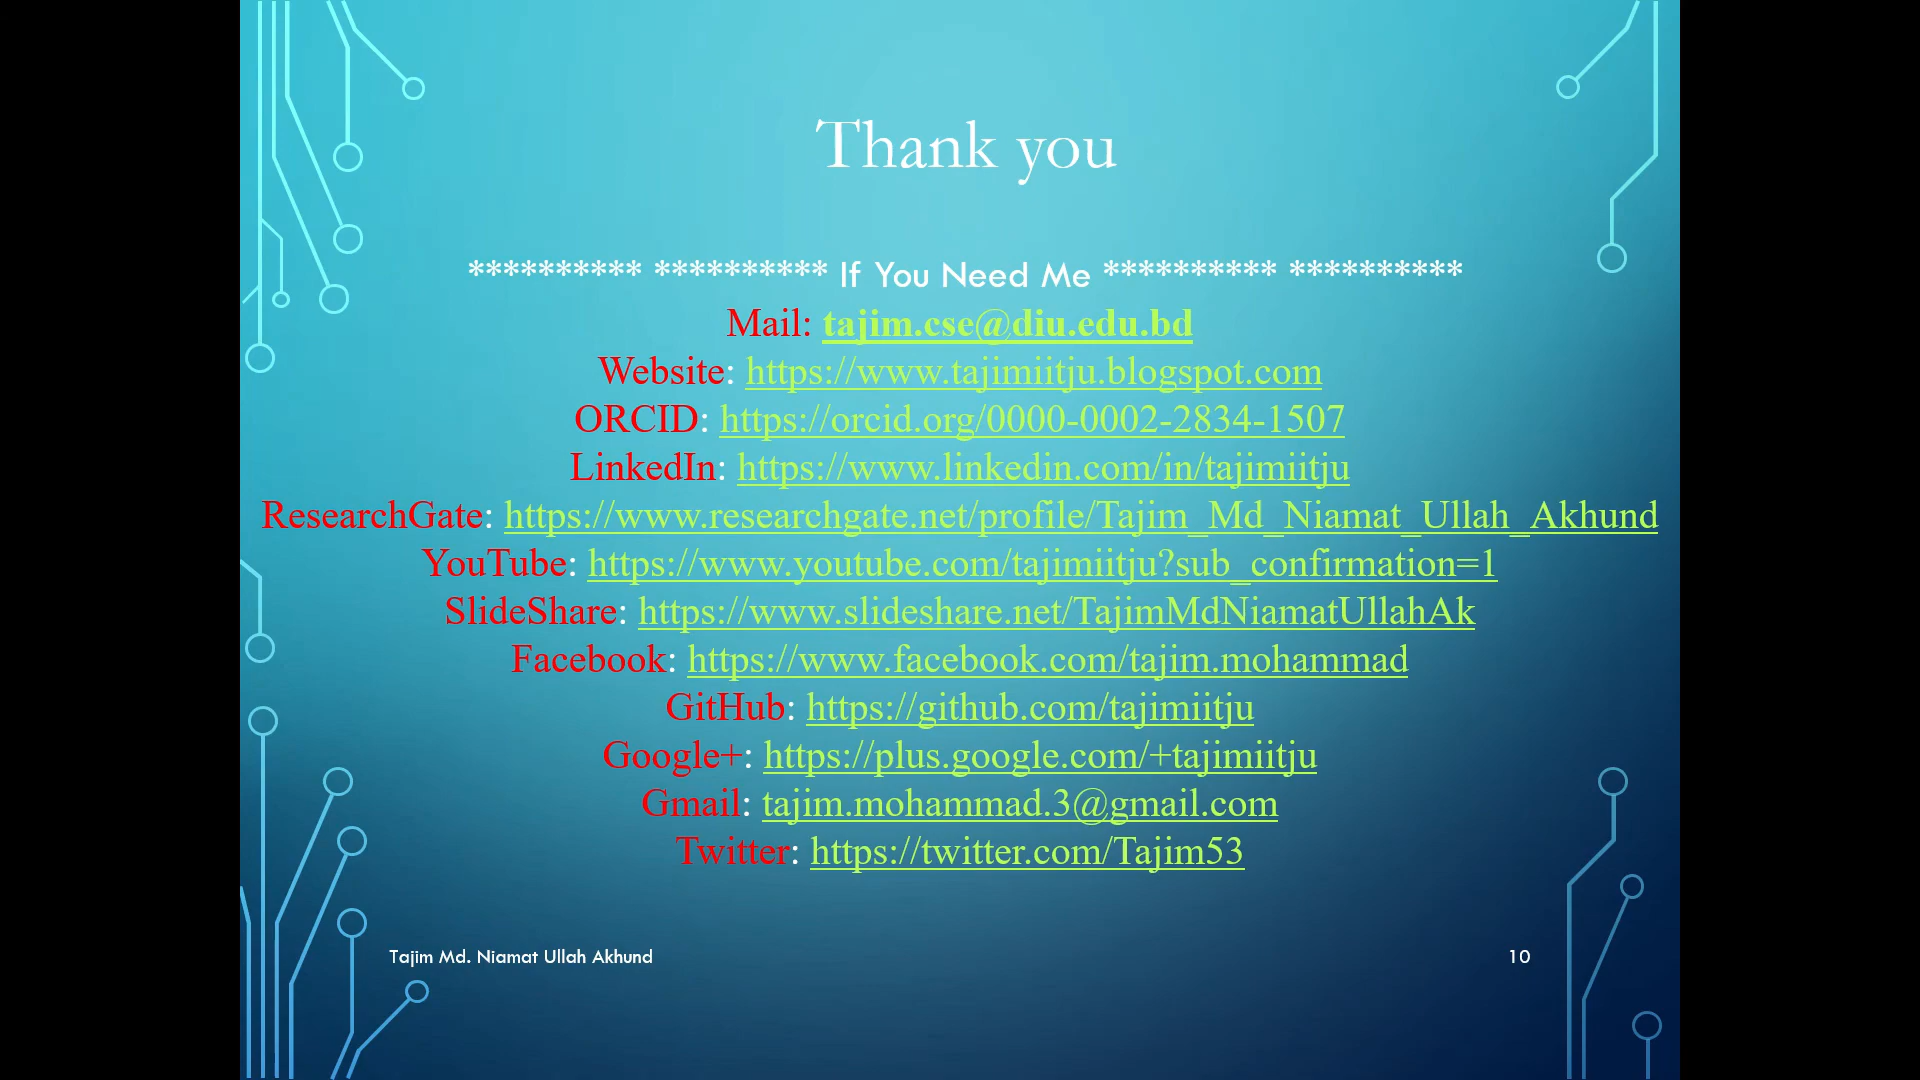 Thank you
********** ********** If You Need Me ********** **********
Mail: tajim.cse@diu.edu.bd
Website: https://www.tajimiitju.blogspot.com
ORCID: https://orcid.org/0000-0002-2834-1507
LinkedIn: https://www.linkedin.com/in/tajimiitju
ResearchGate: https://www.researchgate.net/profile/Tajim_Md_Niamat_Ullah_Akhund
YouTube: https://www.youtube.com/tajimiitju?sub_confirmation=1
SlideShare: https://www.slideshare.net/TajimMdNiamatUllahAk
Facebook: https://www.facebook.com/tajim.mohammad
GitHub: https://github.com/tajimiitju
Google+: https://plus.google.com/+tajimiitju
Gmail: tajim.mohammad.3@gmail.com
Twitter: https://twitter.com/Tajim53
Tajim Md. Niamat Ullah Akhund
10